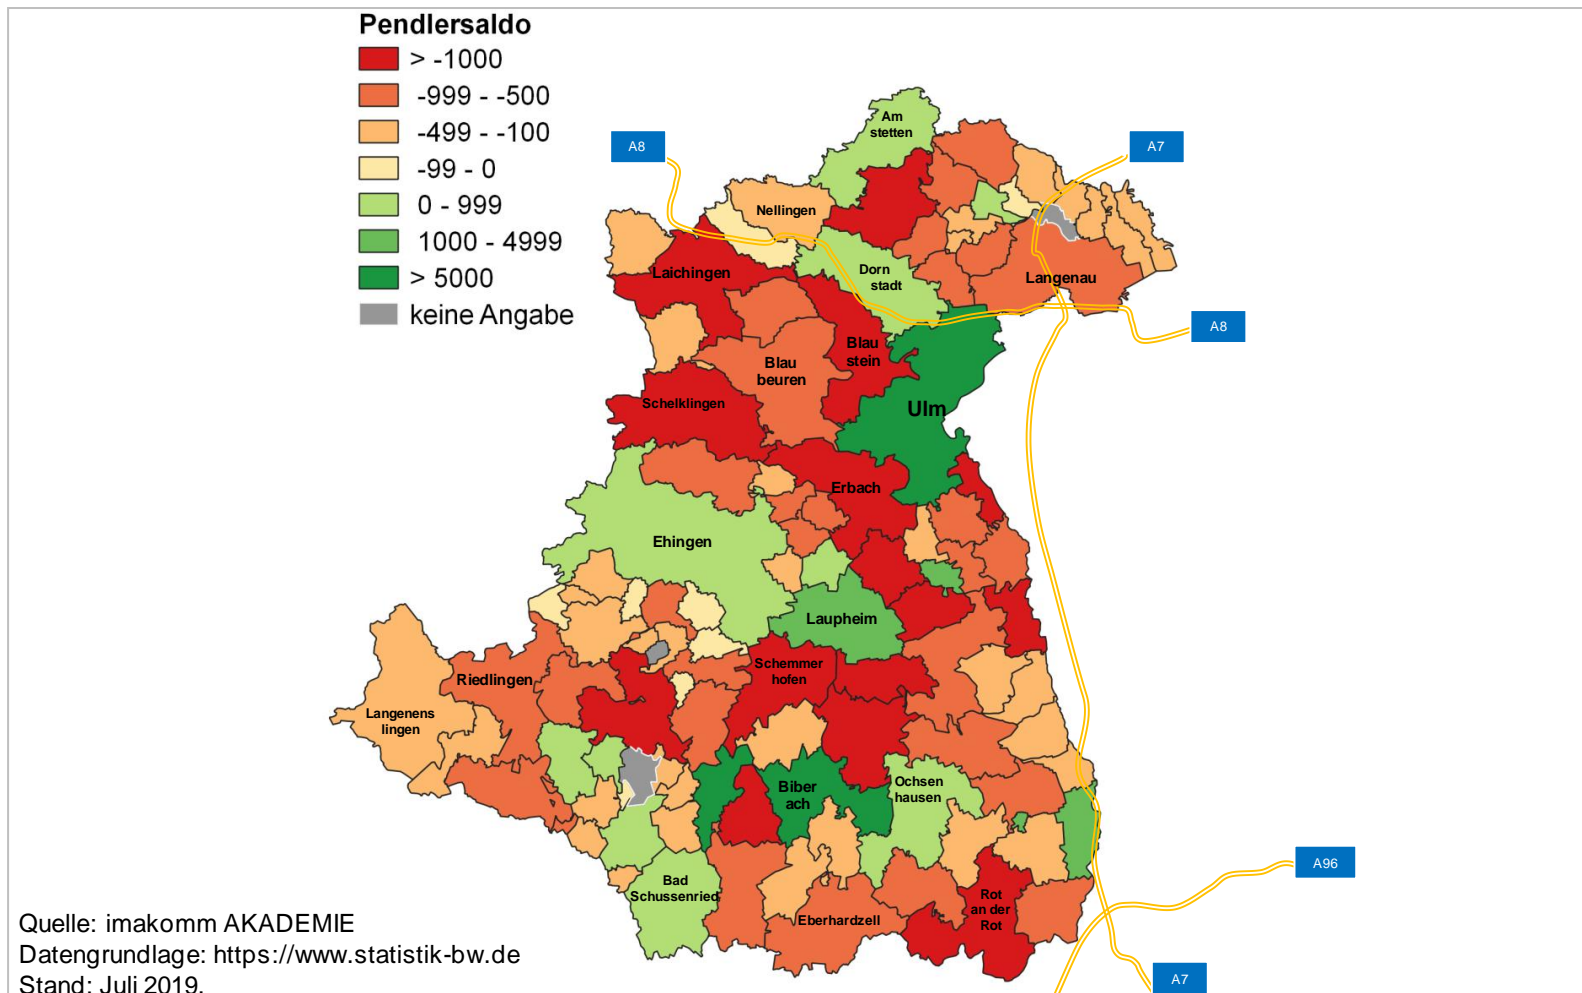 Pendlersaldo
> -1000
-999 - -500
-499 - -100
-99 - 0
0 - 999
1000 - 4999
> 5000
keine Angabe
A8
A7
Am
stetten
Nellingen
Laichingen
Dorn
stadt
Langenau
A8
Blau
stein
Blau
beuren
Schelklingen
Ulm
Erbach
Ehingen
Laupheim
Schemmer
hofen
Riedlingen
Langenens
lingen
Biber
ach
Ochsen
hausen
Bad
Schussenried
Eberhardzell
Rot
an der
Rot
A96
A7
Quelle: imakomm AKADEMIE
Datengrundlage: https://www.statistik-bw.de
Stand: Juli 2019.